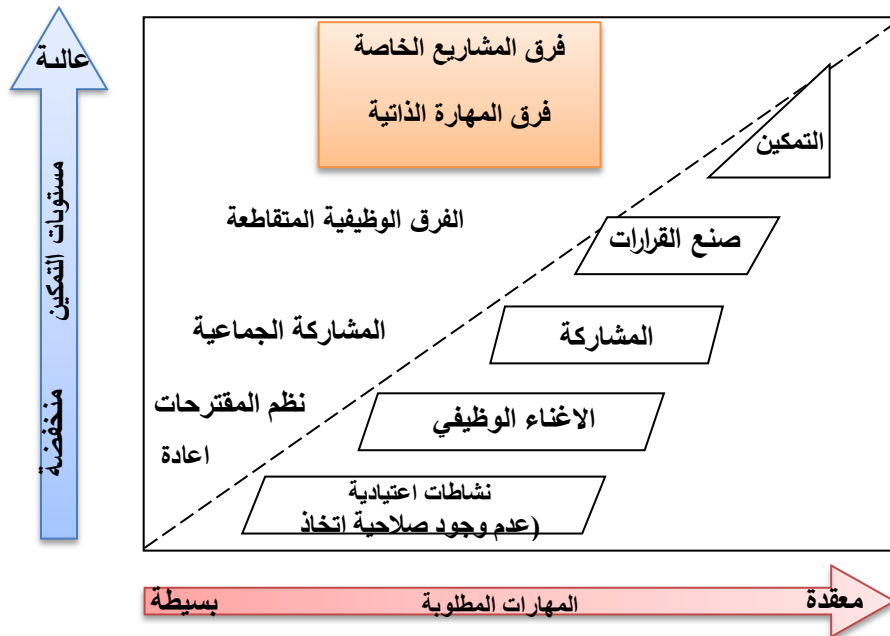 عالية
مستويات التمكين
منخفضة
فرق المشاريع الخاصة
فرق المهارة الذاتية
التمكين
الفرق الوظيفية المتقاطعة
صنع القرارات
المشاركة الجماعية
المشاركة
نظم المقترحات
الاغناء الوظيفي
اعادة
نشاطات اعتيادية
(عدم وجود صلاحية اتخاذ
بسيطة
المهارات المطلوبة
معقدة